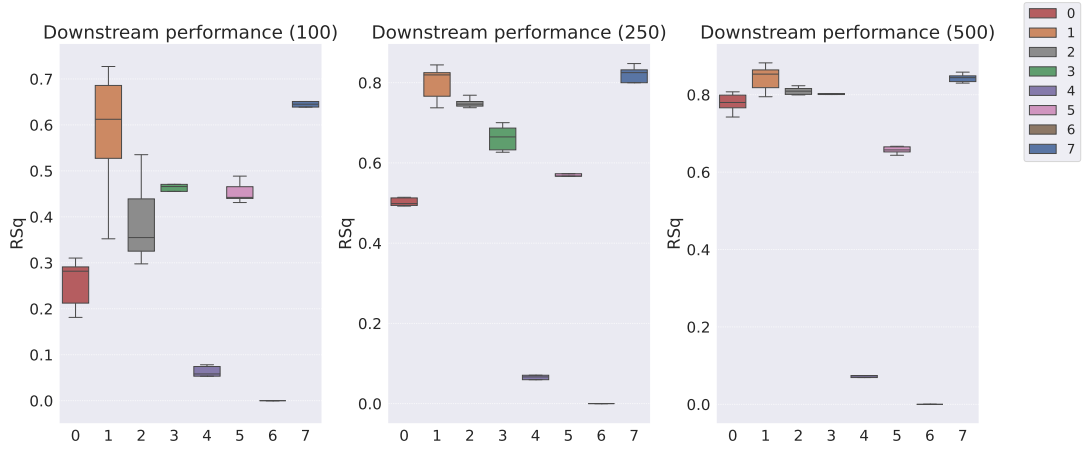 Downstream performance (100)
RSq
0.7
0.6
0.5
0.4
0.3
0.2
0.1
0.0
0 1 2 3 4 5 6 7
Downstream performance (250)
RSq
0.8
0.6
0.4
0.2
0.0
0 1 2 3 4 5 6 7
Downstream performance (500)
RSq
0.8
0.6
0.4
0.2
0.0
0 1 2 3 4 5 6 7
0
1
2
3
4
5
6
7